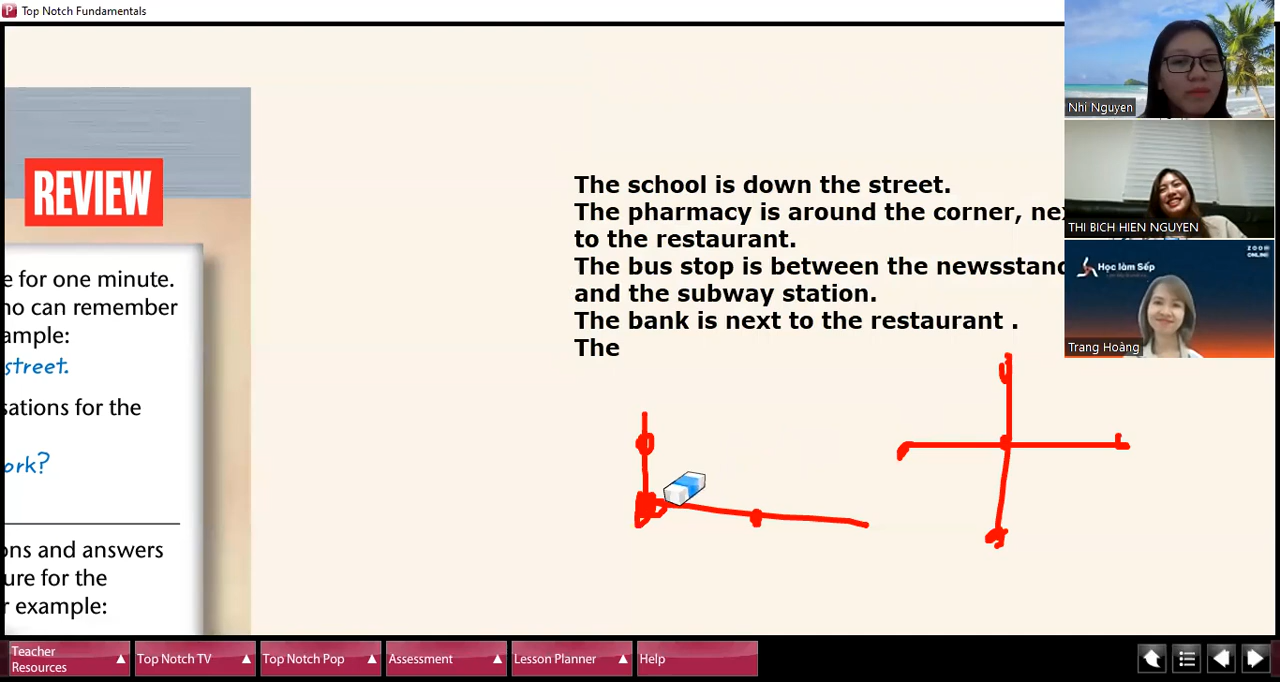 Top Notch Fundamentals
REVIEW
e for one minute.
ho can remember
ample:
street.
sations for the
ork?
ons and answers
ure for the
r example:
The school is down the street.
The pharmacy is around the corner, nex
to the restaurant.
The bus stop is between the newsstand
and the subway station.
The bank is next to the restaurant .
The
Nhi Nguyen
THI BICH HIEN NGUYEN
Học làm Sếp
ZOOM
ONLINE
Trang Hoàng
Teacher
Resources
Top Notch TV
Top Notch Pop
Assessment
Lesson Planner
Help